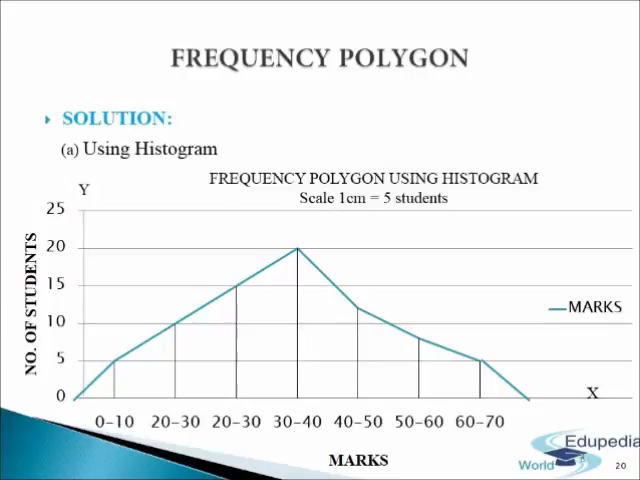 FREQUENCY POLYGON
SOLUTION:
(a) Using Histogram
FREQUENCY POLYGON USING HISTOGRAM
Scale 1cm = 5 students
Y
25
20
15
10
5
0
NO. OF STUDENTS
MARKS
X
0-10 20-30 20-30 30-40 40-50 50-60 60-70
MARKS
Edupedia
World
20